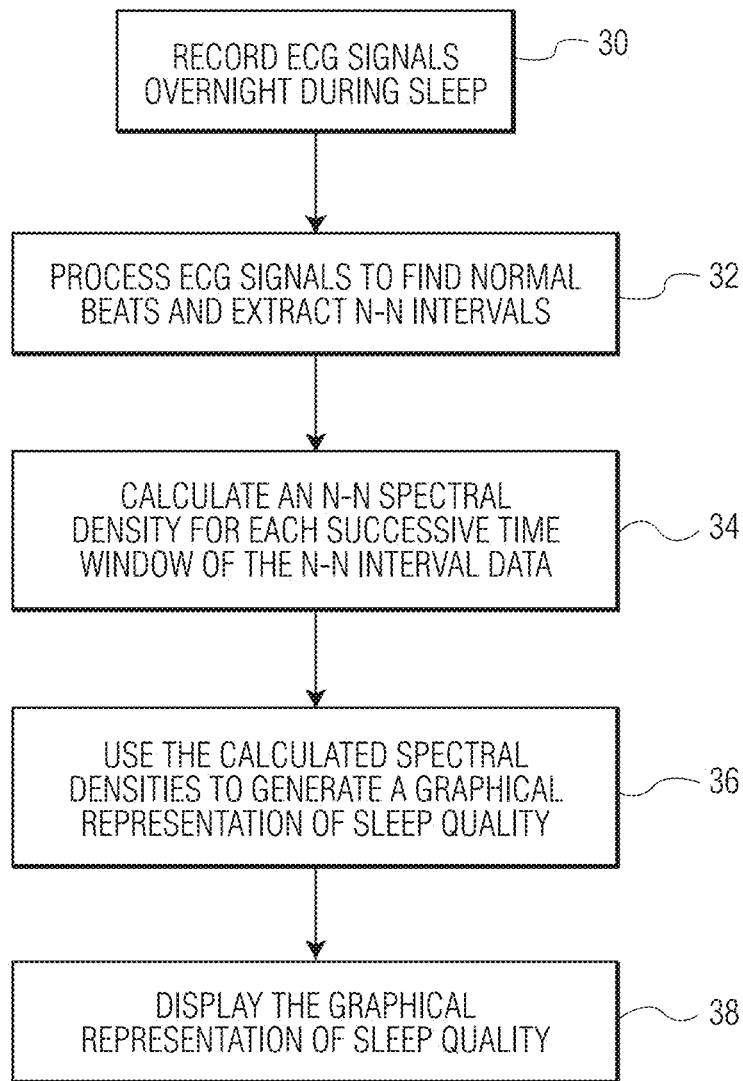 RECORD ECG SIGNALS
OVERNIGHT DURING SLEEP
30
PROCESS ECG SIGNALS TO FIND NORMAL
BEATS AND EXTRACT N-N INTERVALS
32
CALCULATE AN N-N SPECTRAL
DENSITY FOR EACH SUCCESSIVE TIME
WINDOW OF THE N-N INTERVAL DATA
34
USE THE CALCULATED SPECTRAL
DENSITIES TO GENERATE A GRAPHICAL
REPRESENTATION OF SLEEP QUALITY
36
DISPLAY THE GRAPHICAL
REPRESENTATION OF SLEEP QUALITY
38